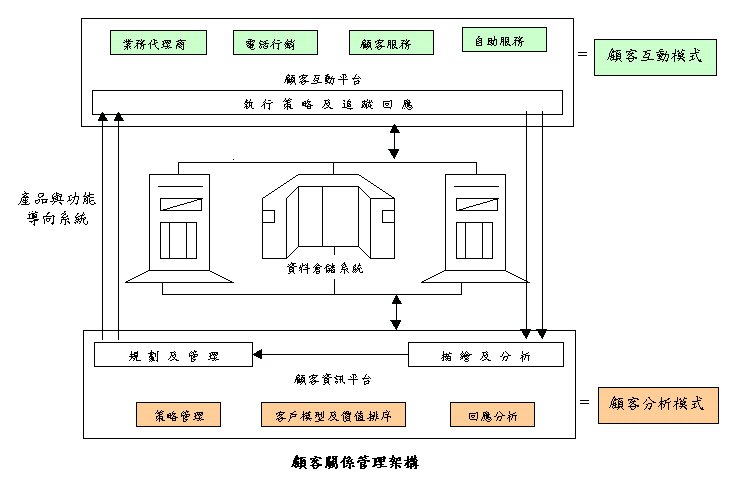 業務代理商 電話行銷 顧客服務 自助服務
= 顧客互動模式
顧客互動平台
執行策略及追蹤回應
產品與功能
導向系統
資料倉儲系統
規劃及管理 描繪及分析
顧客資訊平台
策略管理 客戶模型及價值排序 回應分析
= 顧客分析模式
顧客關係管理架構